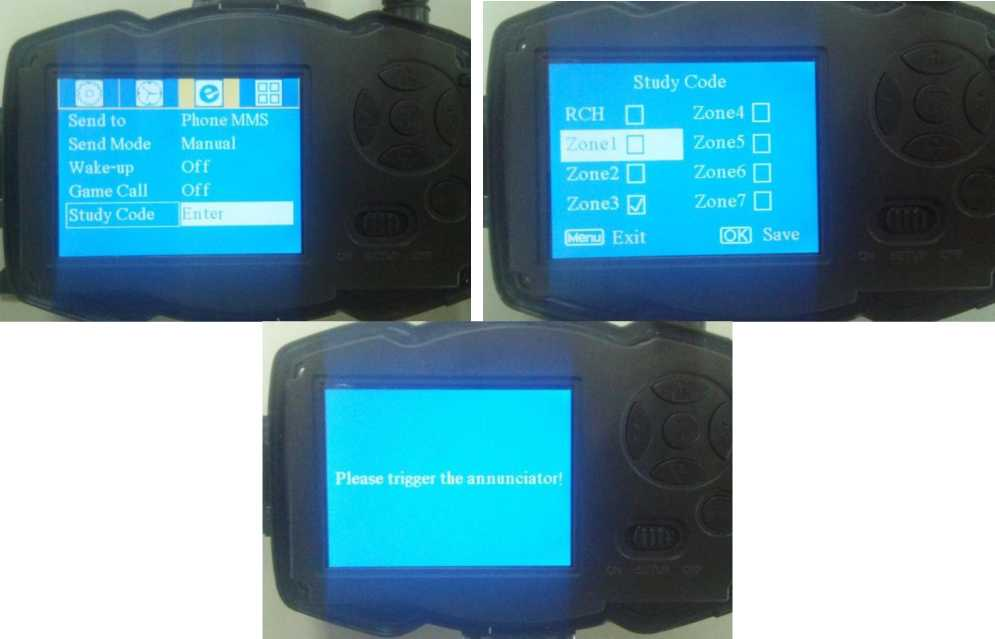 Send to Phone MMS
Send Mode Manual
Wake-up Off
Game Call Off
Study Code Enter
Study Code
RCH Zone4
Zone1 Zone5
Zone2 Zone6
Zone3 Zone7
Menu Exit OK Save
ON SETUP OFF
ON SETUP OFF
Please trigger the annunciator!
ON SETUP OFF